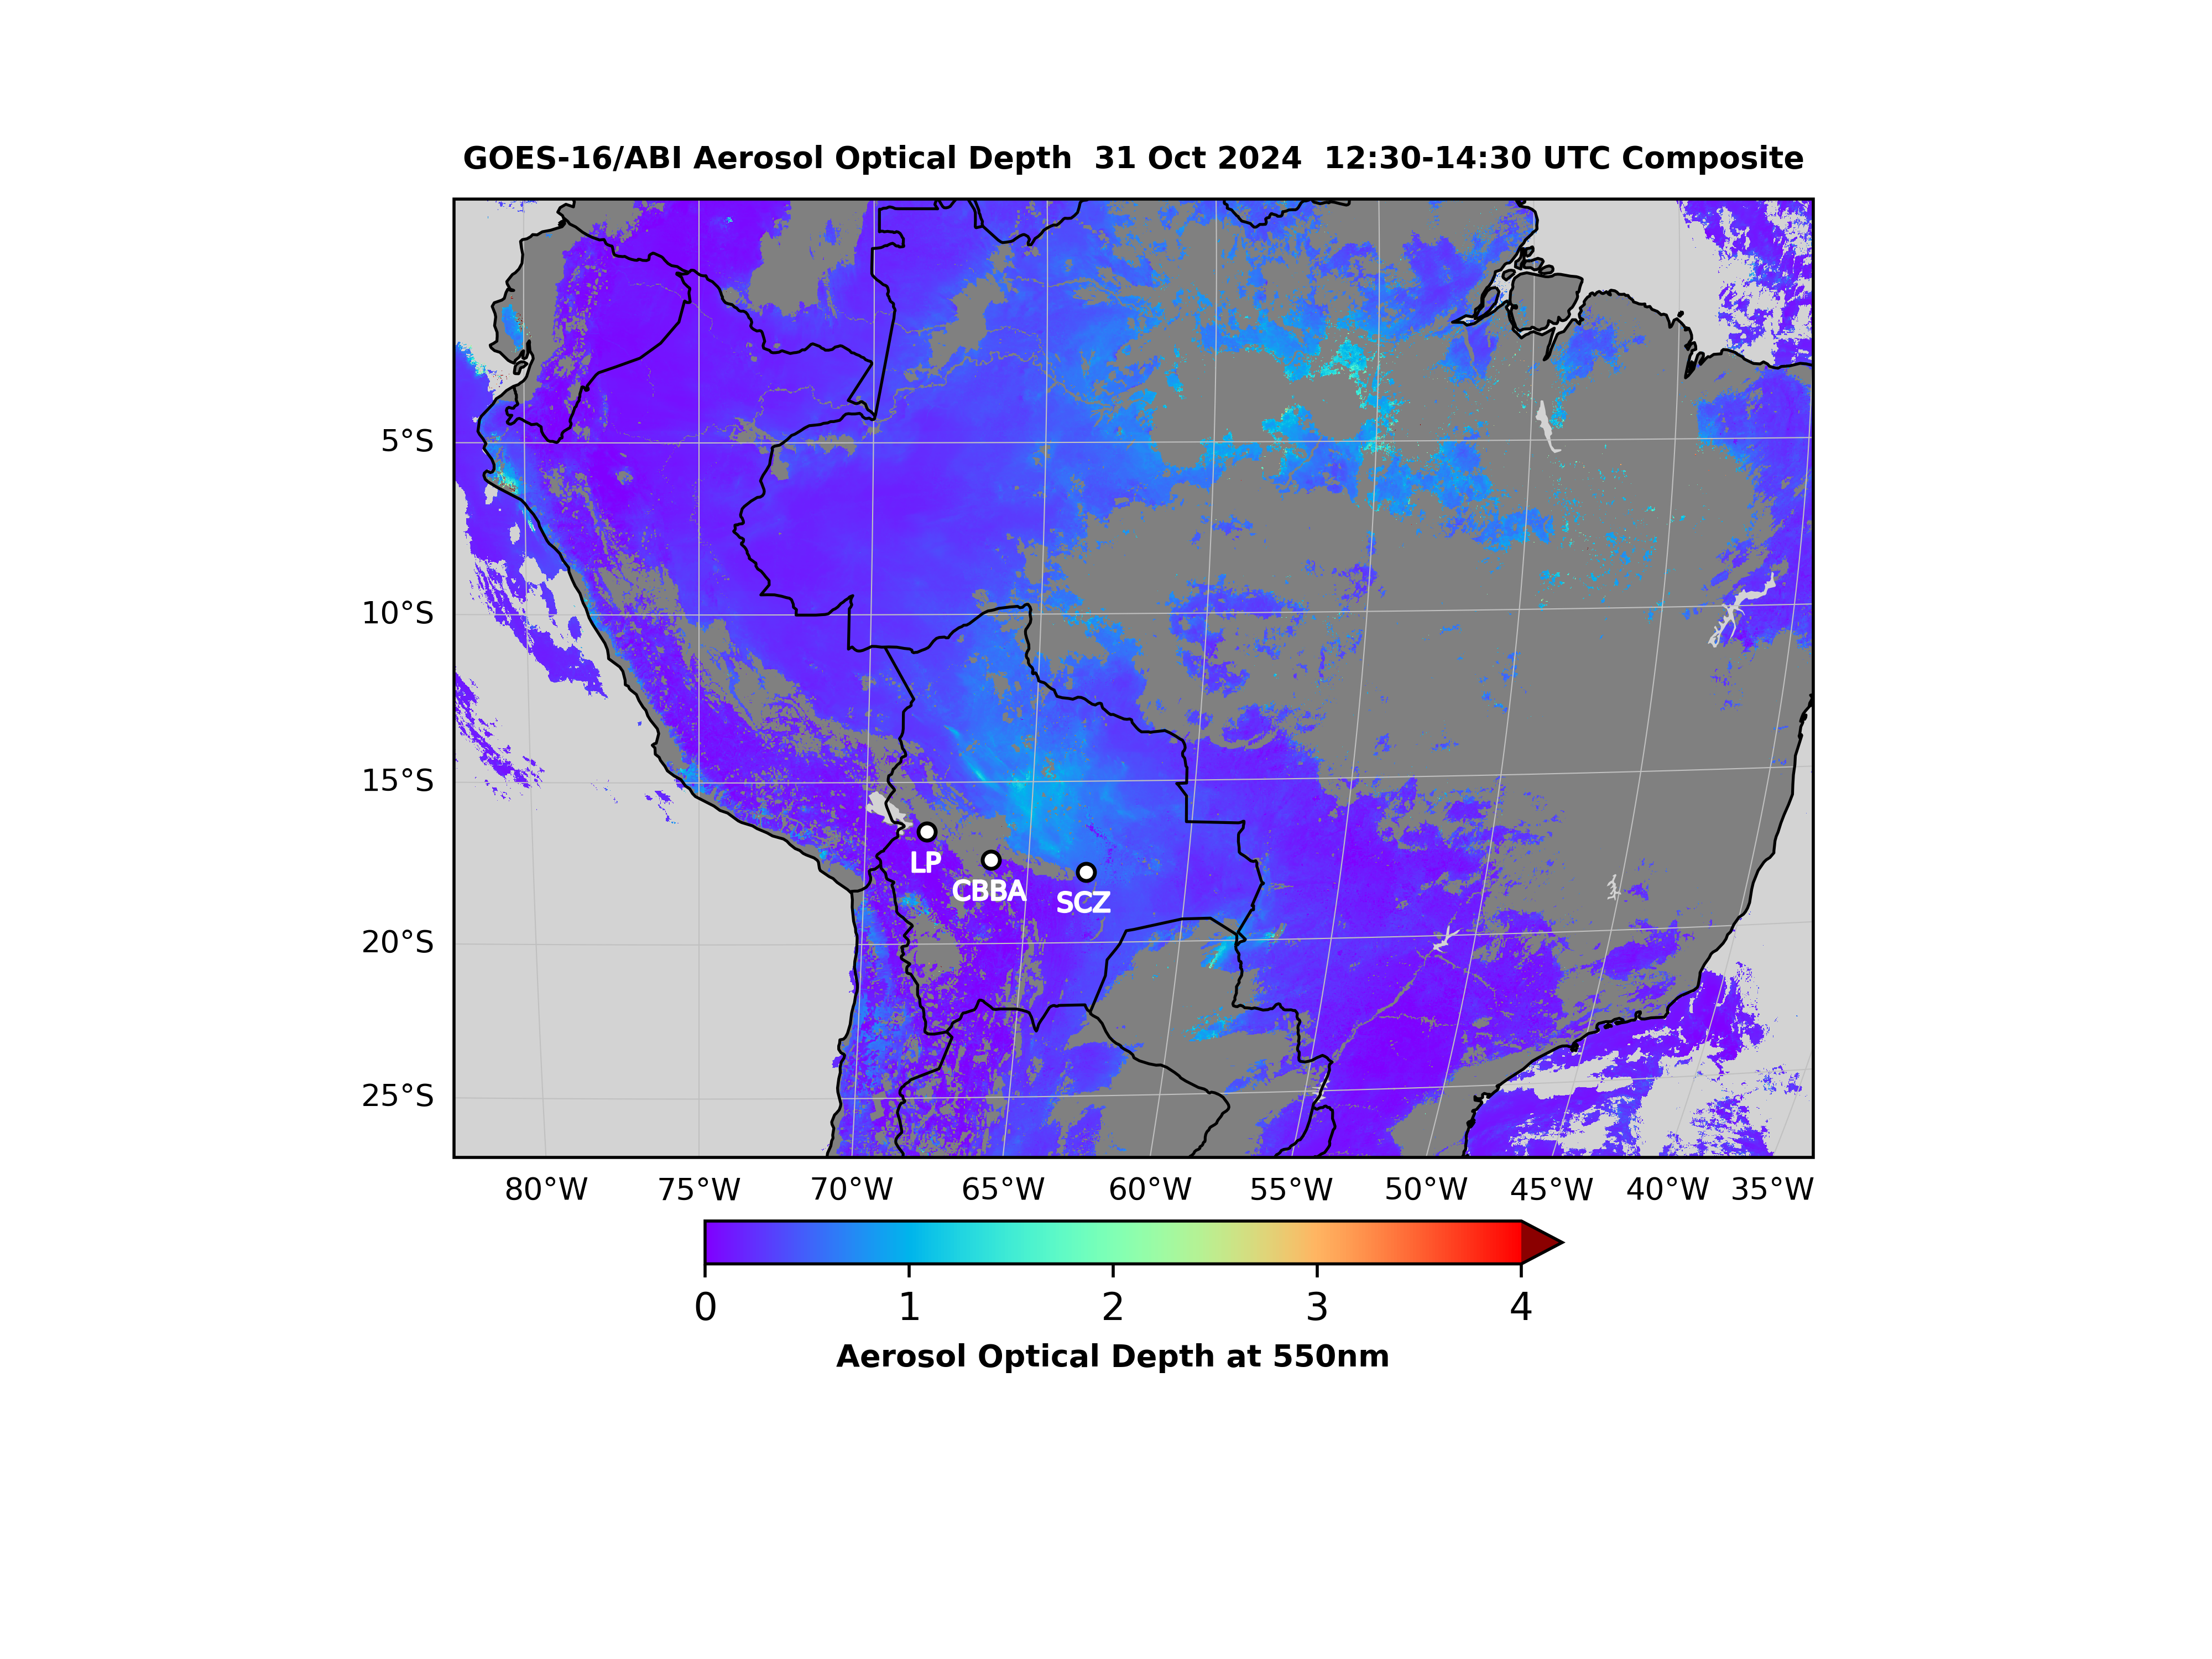 GOES-16/ABI Aerosol Optical Depth  31 Oct 2024  12:30-14:30 UTC Composite
5°S
10°S
15°S
LP
CBBA
SCZ
20°S
25°S
80°W 75°W 70°W 65°W 60°W 55°W 50°W 45°W 40°W 35°W
0 1 2 3 4
Aerosol Optical Depth at 550nm